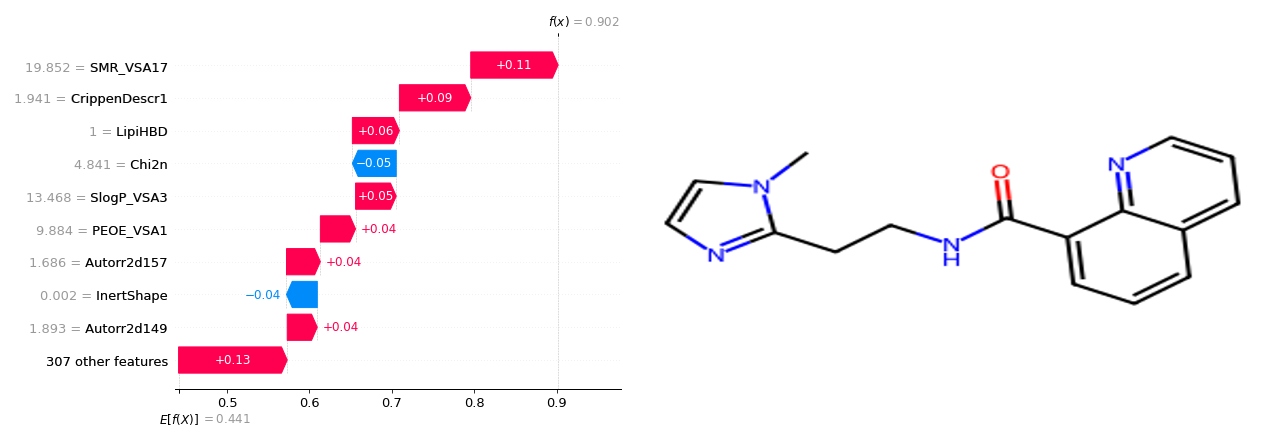 f(x) = 0.902
19.852 = SMR_VSA17
+0.11
1.941 = CrippenDescr1
+0.09
1 = LipiHBD
+0.06
4.841 = Chi2n
−0.05
13.468 = SlogP_VSA3
+0.05
9.884 = PEOE_VSA1
+0.04
1.686 = Autorr2d157
+0.04
0.002 = InertShape
−0.04
1.893 = Autorr2d149
+0.04
307 other features
+0.13
0.5 0.6 0.7 0.8 0.9
E[f(X)] = 0.441
N
N
N
H
O
N